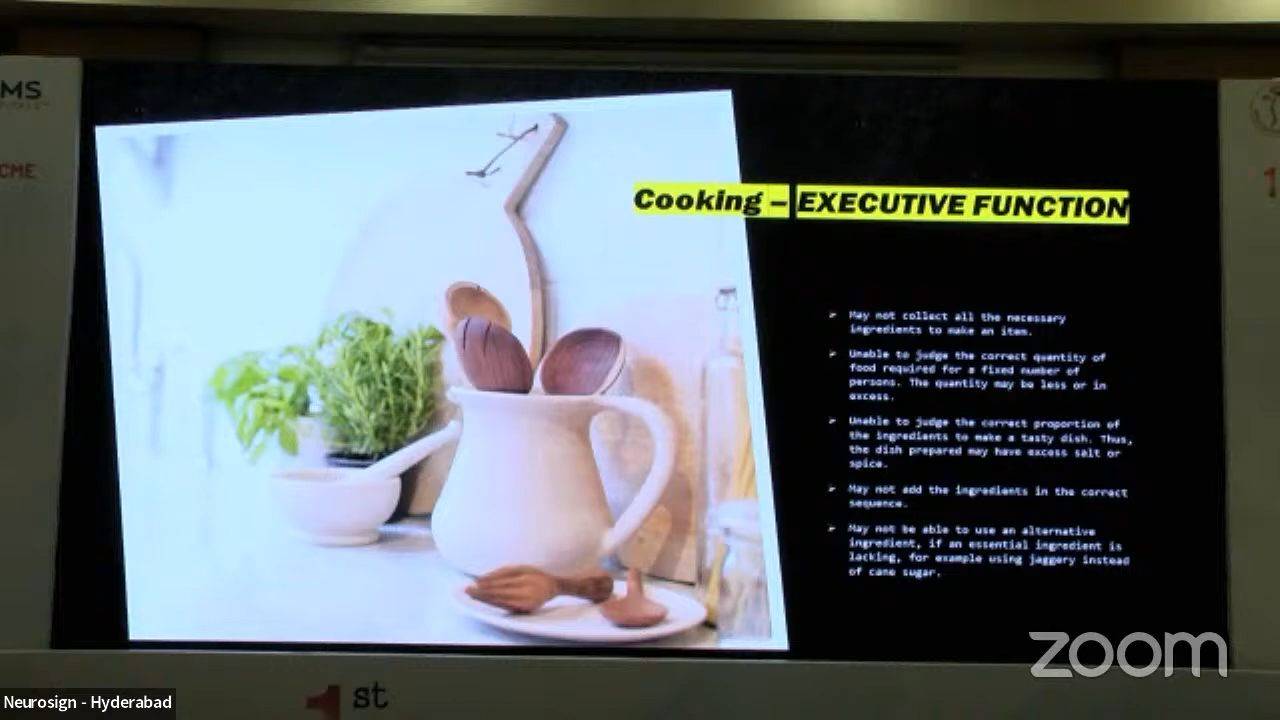 MS
CME
Cooking – EXECUTIVE FUNCTION
➢ May not collect all the necessary
ingredients to make an item.
➢ Unable to judge the correct quantity of
food required for a fixed number of
persons. The quantity may be less or in
excess.
➢ Unable to judge the correct proportion of
the ingredients to make a tasty dish. Thus,
the dish prepared may have excess salt or
spice.
➢ May not add the ingredients in the correct
sequence.
➢ May not be able to use an alternative
ingredient, if an essential ingredient is
lacking, for example using jaggery instead
of cane sugar.
1
zoom
1st
Neurosign - Hyderabad